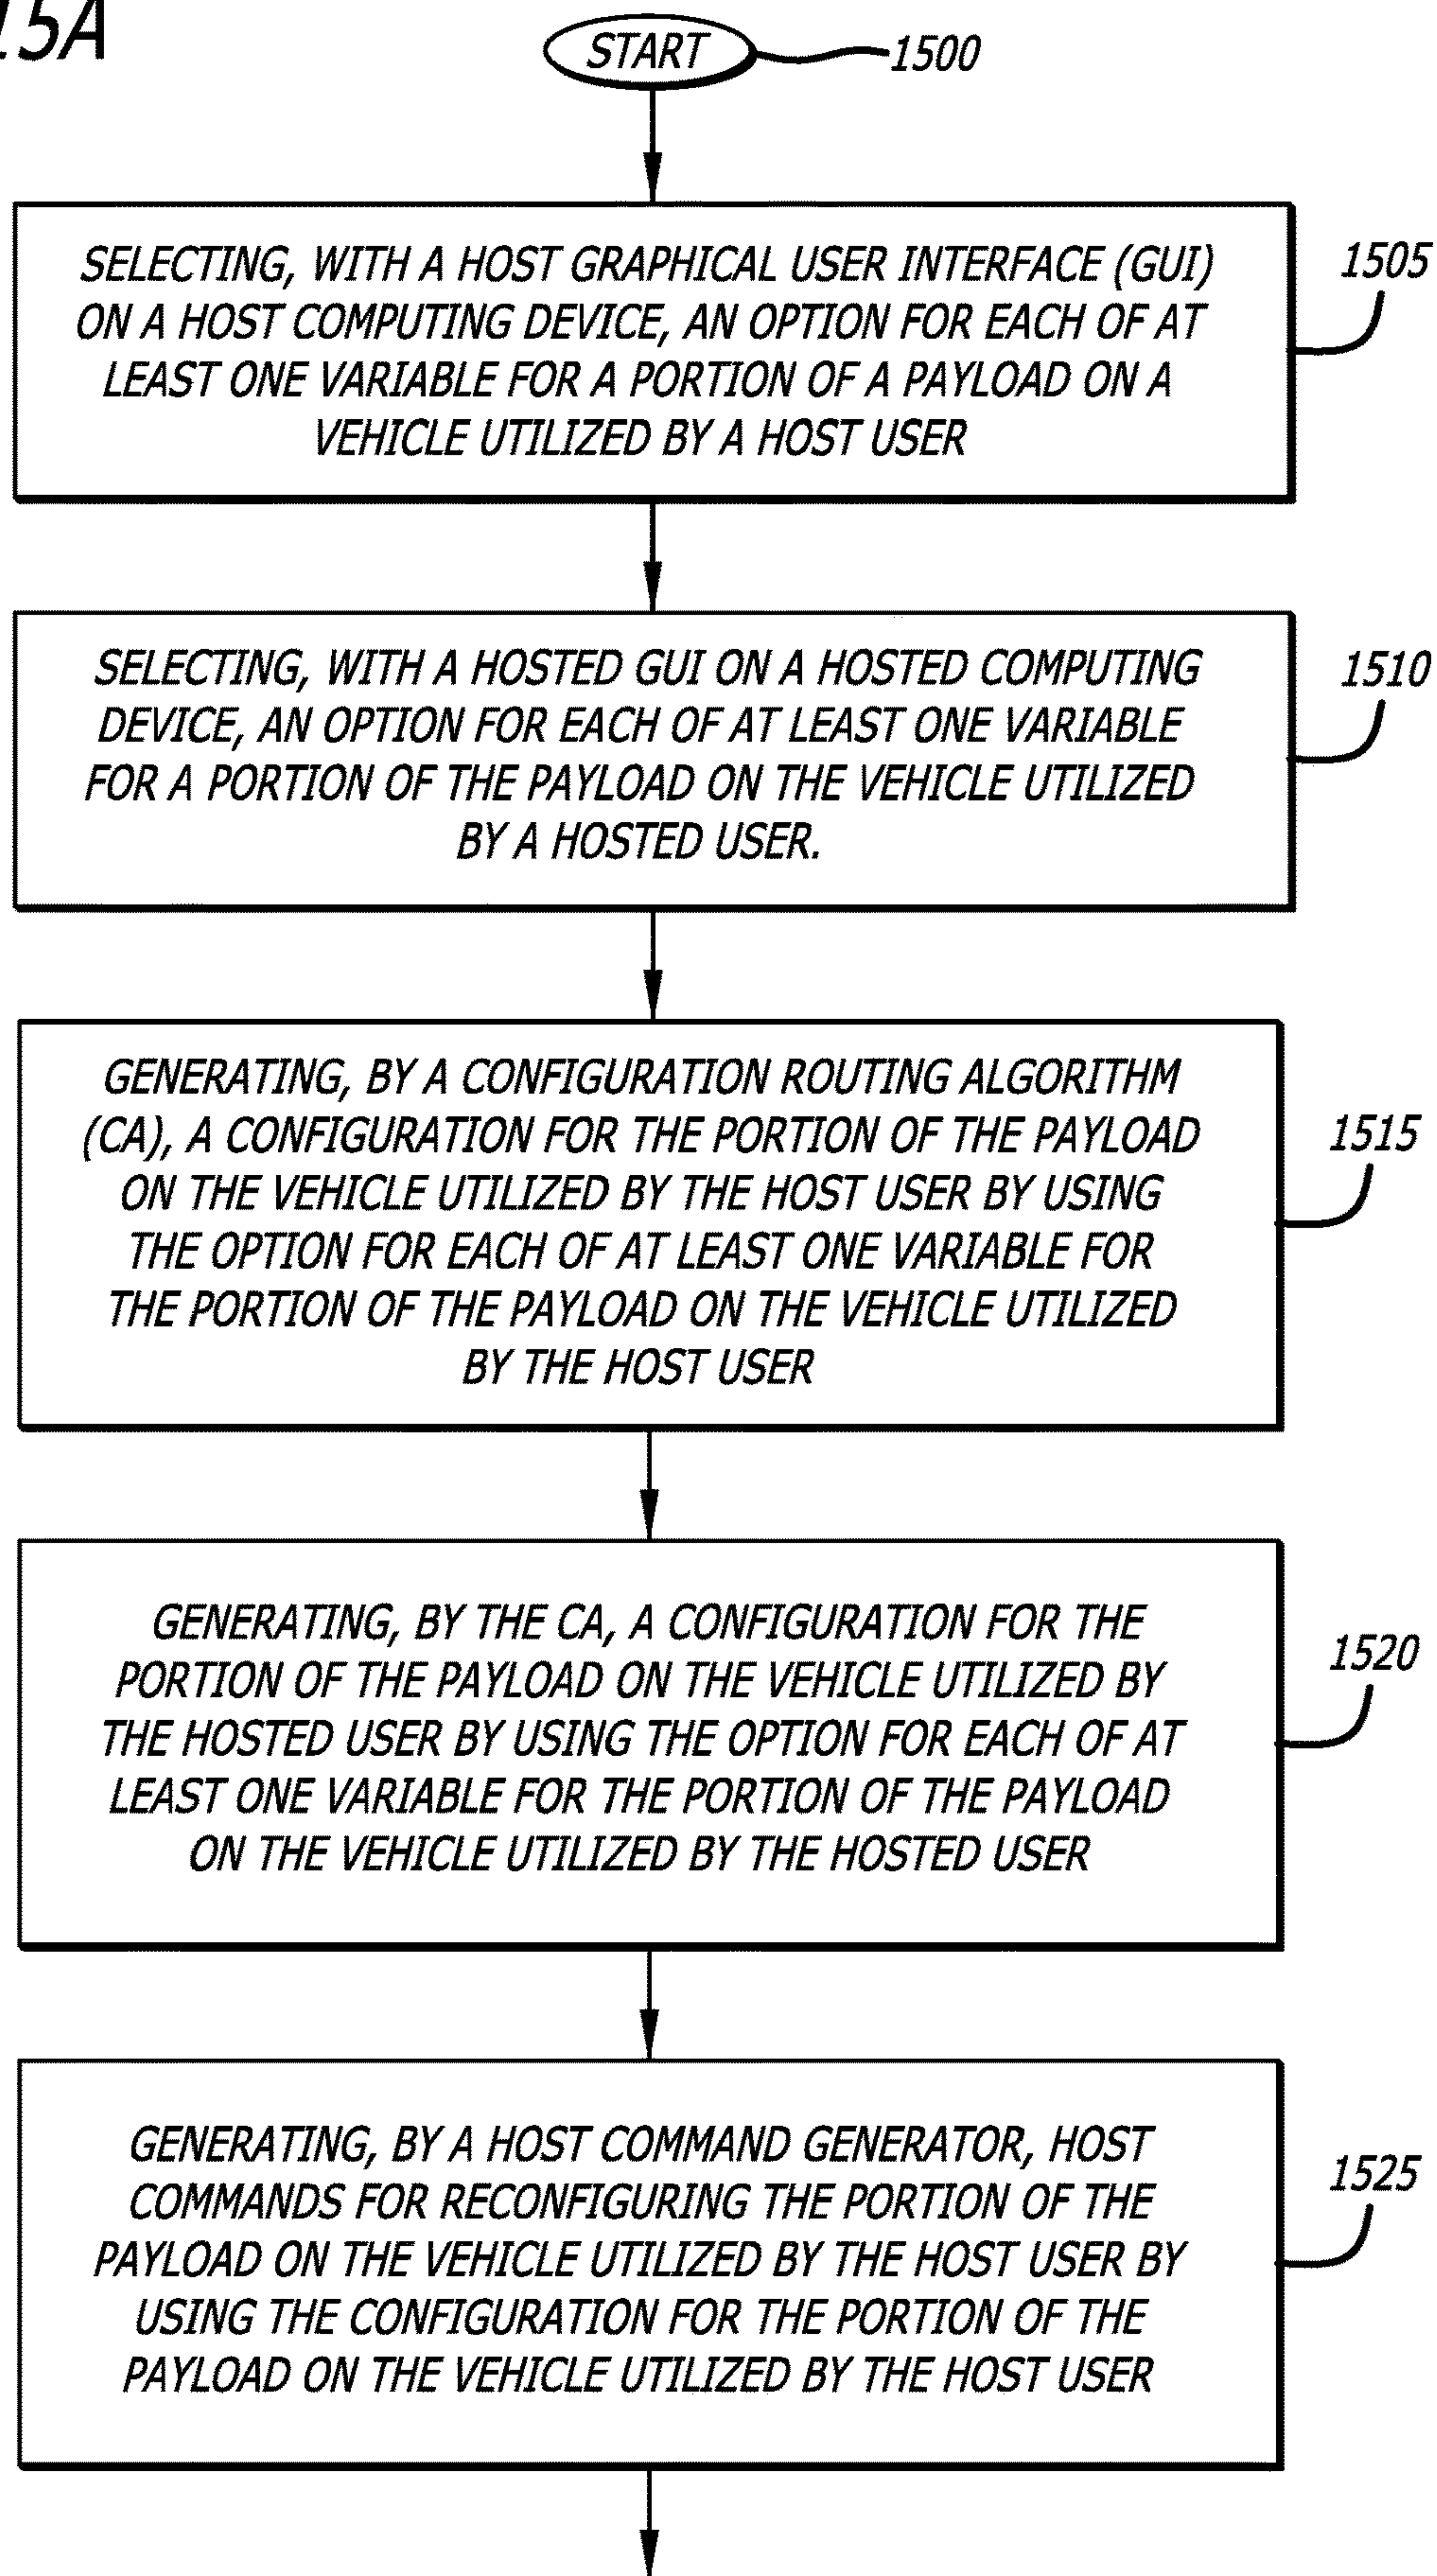 15A
START
1500
SELECTING, WITH A HOST GRAPHICAL USER INTERFACE (GUI)
ON A HOST COMPUTING DEVICE, AN OPTION FOR EACH OF AT
LEAST ONE VARIABLE FOR A PORTION OF A PAYLOAD ON A
VEHICLE UTILIZED BY A HOST USER
1505
SELECTING, WITH A HOSTED GUI ON A HOSTED COMPUTING
DEVICE, AN OPTION FOR EACH OF AT LEAST ONE VARIABLE
FOR A PORTION OF THE PAYLOAD ON THE VEHICLE UTILIZED
BY A HOSTED USER.
1510
GENERATING, BY A CONFIGURATION ROUTING ALGORITHM
(CA), A CONFIGURATION FOR THE PORTION OF THE PAYLOAD
ON THE VEHICLE UTILIZED BY THE HOST USER BY USING
THE OPTION FOR EACH OF AT LEAST ONE VARIABLE FOR
THE PORTION OF THE PAYLOAD ON THE VEHICLE UTILIZED
BY THE HOST USER
1515
GENERATING, BY THE CA, A CONFIGURATION FOR THE
PORTION OF THE PAYLOAD ON THE VEHICLE UTILIZED BY
THE HOSTED USER BY USING THE OPTION FOR EACH OF AT
LEAST ONE VARIABLE FOR THE PORTION OF THE PAYLOAD
ON THE VEHICLE UTILIZED BY THE HOSTED USER
1520
GENERATING, BY A HOST COMMAND GENERATOR, HOST
COMMANDS FOR RECONFIGURING THE PORTION OF THE
PAYLOAD ON THE VEHICLE UTILIZED BY THE HOST USER BY
USING THE CONFIGURATION FOR THE PORTION OF THE
PAYLOAD ON THE VEHICLE UTILIZED BY THE HOST USER
1525